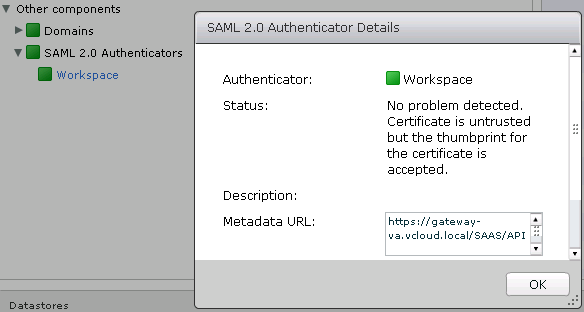 Other components
Domains
SAML 2.0 Authenticators
Workspace
SAML 2.0 Authenticator Details
Authenticator: Workspace
Status: No problem detected.
Certificate is untrusted
but the thumbprint for
the certificate is
accepted.
Description:
Metadata URL: https://gateway-
va.vcloud.local/SAAS/API
OK
Datastores